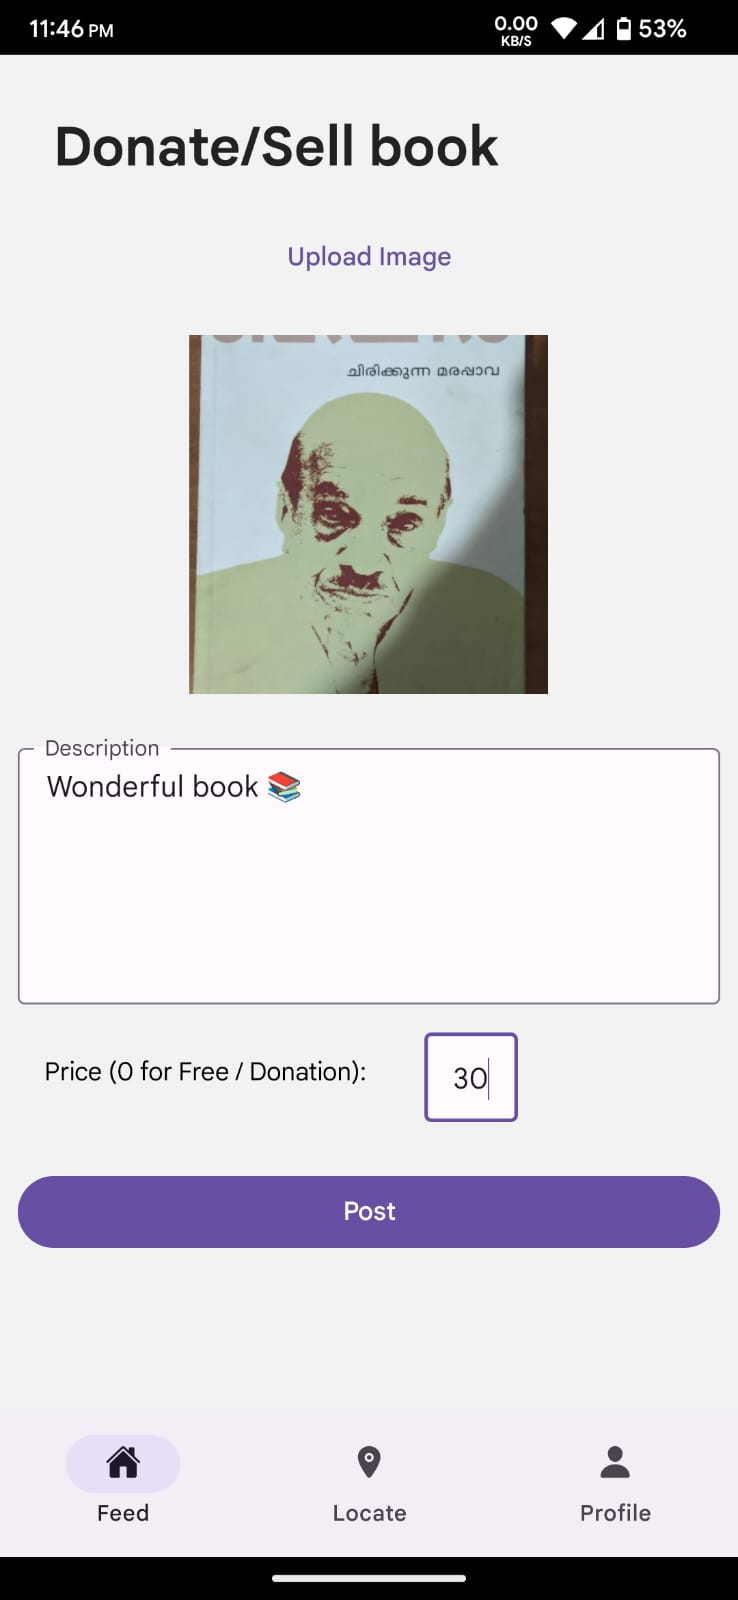 11:46 PM
0.00 KB/S 53%
Donate/Sell book
Upload Image
ചിരിക്കുന്ന മരപ്പാവ
Description
Wonderful book 📚
Price (0 for Free / Donation): 30
Post
Feed Locate Profile